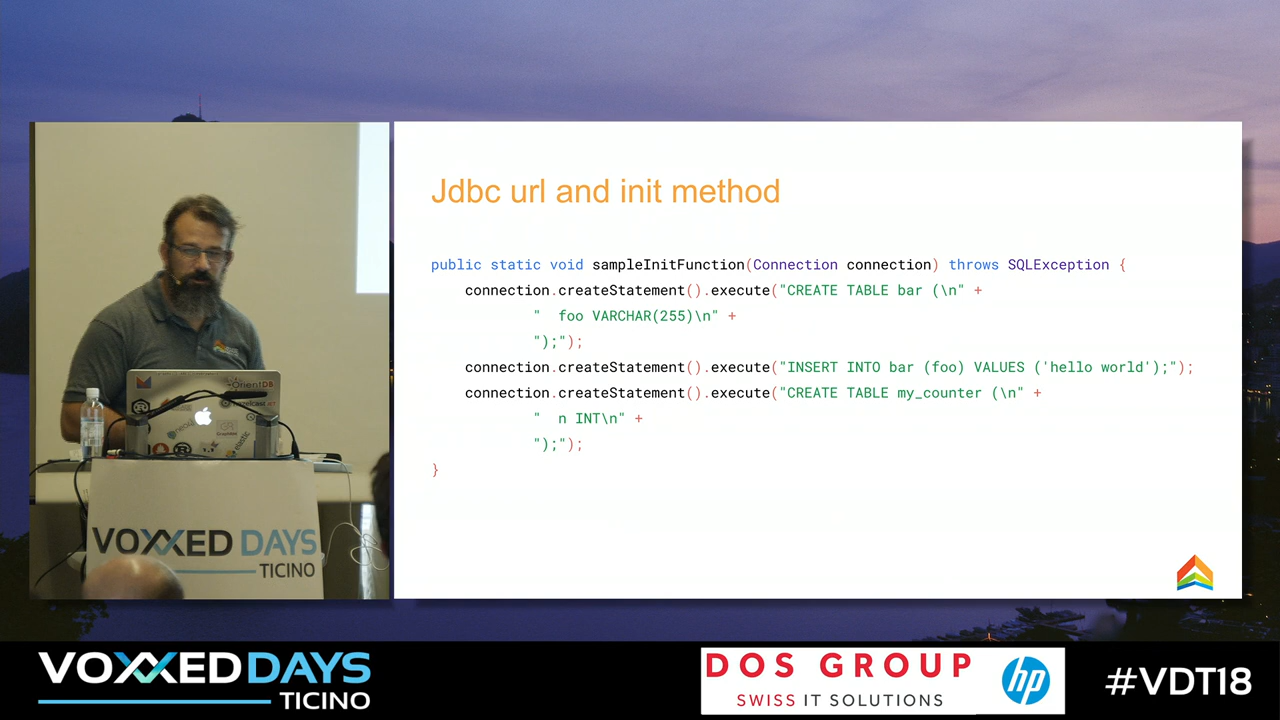 Jdbc url and init method
public static void sampleInitFunction(Connection connection) throws SQLException {
connection.createStatement().execute("CREATE TABLE bar (\n" +
"  foo VARCHAR(255)\n" +
");");
connection.createStatement().execute("INSERT INTO bar (foo) VALUES ('hello world');");
connection.createStatement().execute("CREATE TABLE my_counter (\n" +
"  n INT\n" +
");");
}
OrientDB
VOXXED DAYS
TICINO
VOXXED DAYS
TICINO
DOS GROUP
SWISS IT SOLUTIONS
hp
#VDT18